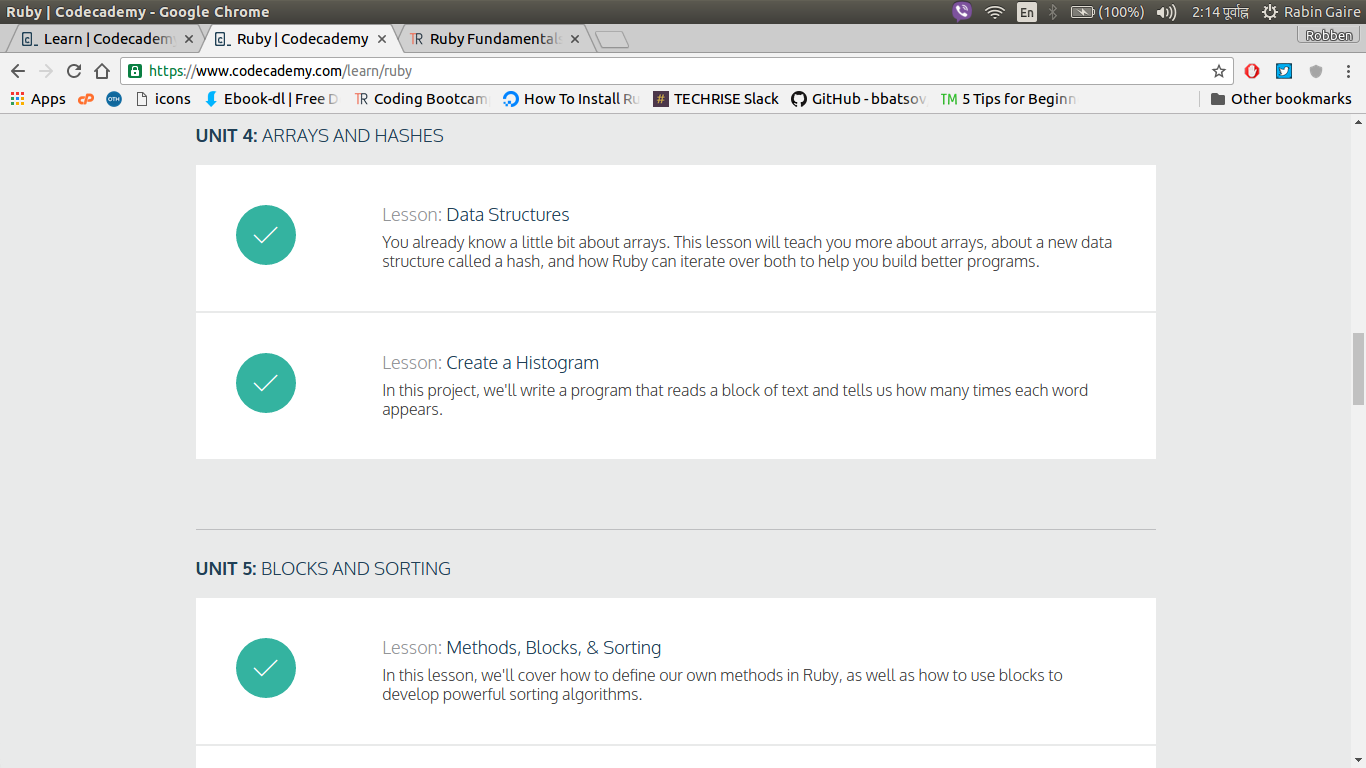 Ruby | Codecademy - Google Chrome
En
(100%)
2:14 पूर्वाह्न
Rabin Gaire
Learn | Codecademy
Ruby | Codecademy
TR Ruby Fundamentals
Robben
https://www.codecademy.com/learn/ruby
Apps
cP
OTH
icons
Ebook-dl | Free D
TR Coding Bootcam
How To Install Ru
# TECHRISE Slack
GitHub - bbatsov
TM 5 Tips for Beginn
Other bookmarks
UNIT 4: ARRAYS AND HASHES
Lesson: Data Structures
You already know a little bit about arrays. This lesson will teach you more about arrays, about a new data
structure called a hash, and how Ruby can iterate over both to help you build better programs.
Lesson: Create a Histogram
In this project, we'll write a program that reads a block of text and tells us how many times each word
appears.
UNIT 5: BLOCKS AND SORTING
Lesson: Methods, Blocks, & Sorting
In this lesson, we'll cover how to define our own methods in Ruby, as well as how to use blocks to
develop powerful sorting algorithms.